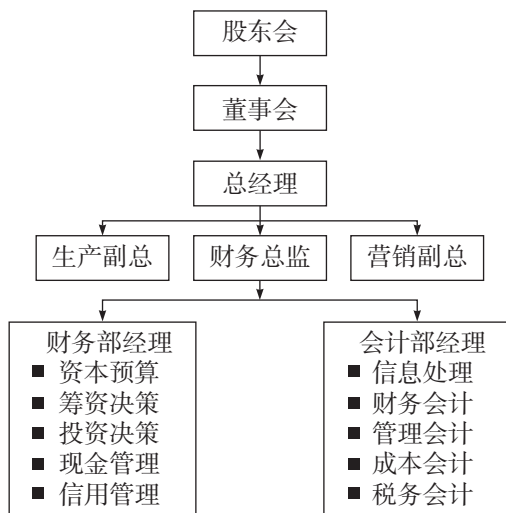 股东会
董事会
总经理
生产副总
财务总监
营销副总
财务部经理
■ 资本预算
■ 筹资决策
■ 投资决策
■ 现金管理
■ 信用管理
会计部经理
■ 信息处理
■ 财务会计
■ 管理会计
■ 成本会计
■ 税务会计